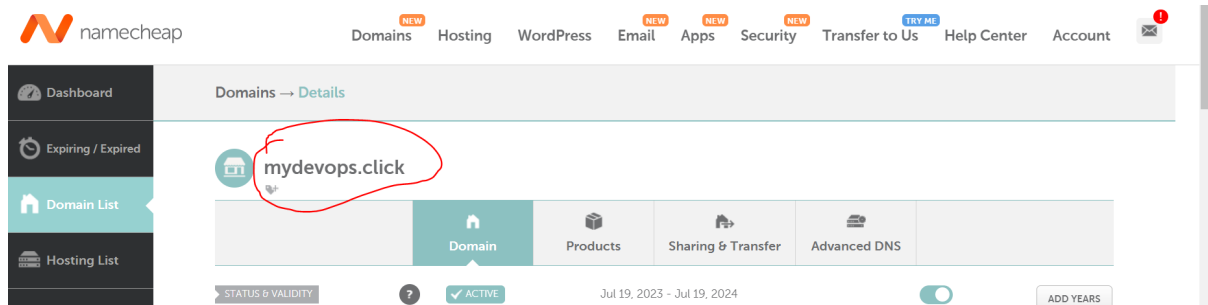 NEW NEW NEW NEW TRY ME
namecheap Domains Hosting WordPress Email Apps Security Transfer to Us Help Center Account !
Dashboard
Domains → Details
Expiring / Expired
mydevops.click
Domain List
Domain Products Sharing & Transfer Advanced DNS
Hosting List
STATUS & VALIDITY ? ACTIVE Jul 19, 2023 - Jul 19, 2024 ADD YEARS